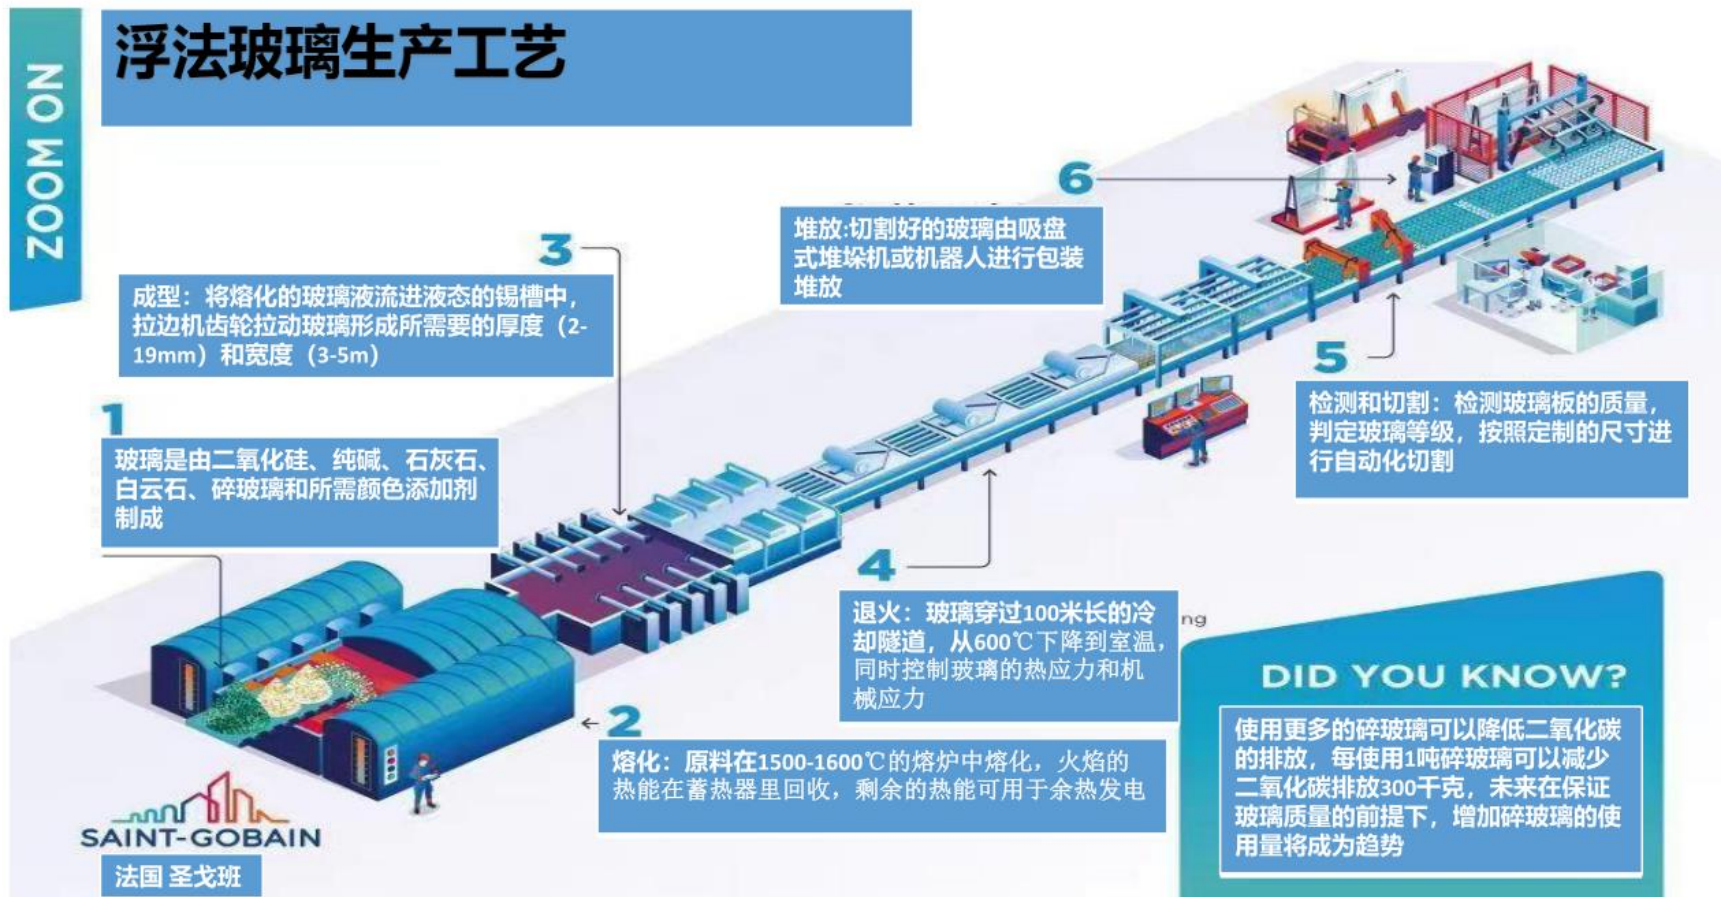 ZOOM ON
浮法玻璃生产工艺
1
玻璃是由二氧化硅、纯碱、石灰石、
白云石、碎玻璃和所需颜色添加剂
制成
2
熔化：原料在1500-1600℃的熔炉中熔化，火焰的
热能在蓄热器里回收，剩余的热能可用于余热发电
3
成型：将熔化的玻璃液流进液态的锡槽中，
拉边机齿轮拉动玻璃形成所需要的厚度（2-
19mm）和宽度（3-5m）
4
退火：玻璃穿过100米长的冷
却隧道，从600℃下降到室温，
同时控制玻璃的热应力和机
械应力
ng
5
检测和切割：检测玻璃板的质量，
判定玻璃等级，按照定制的尺寸进
行自动化切割
6
堆放:切割好的玻璃由吸盘
式堆垛机或机器人进行包装
堆放
DID YOU KNOW?
使用更多的碎玻璃可以降低二氧化碳
的排放，每使用1吨碎玻璃可以减少
二氧化碳排放300千克，未来在保证
玻璃质量的前提下，增加碎玻璃的使
用量将成为趋势
SAINT-GOBAIN
法国 圣戈班